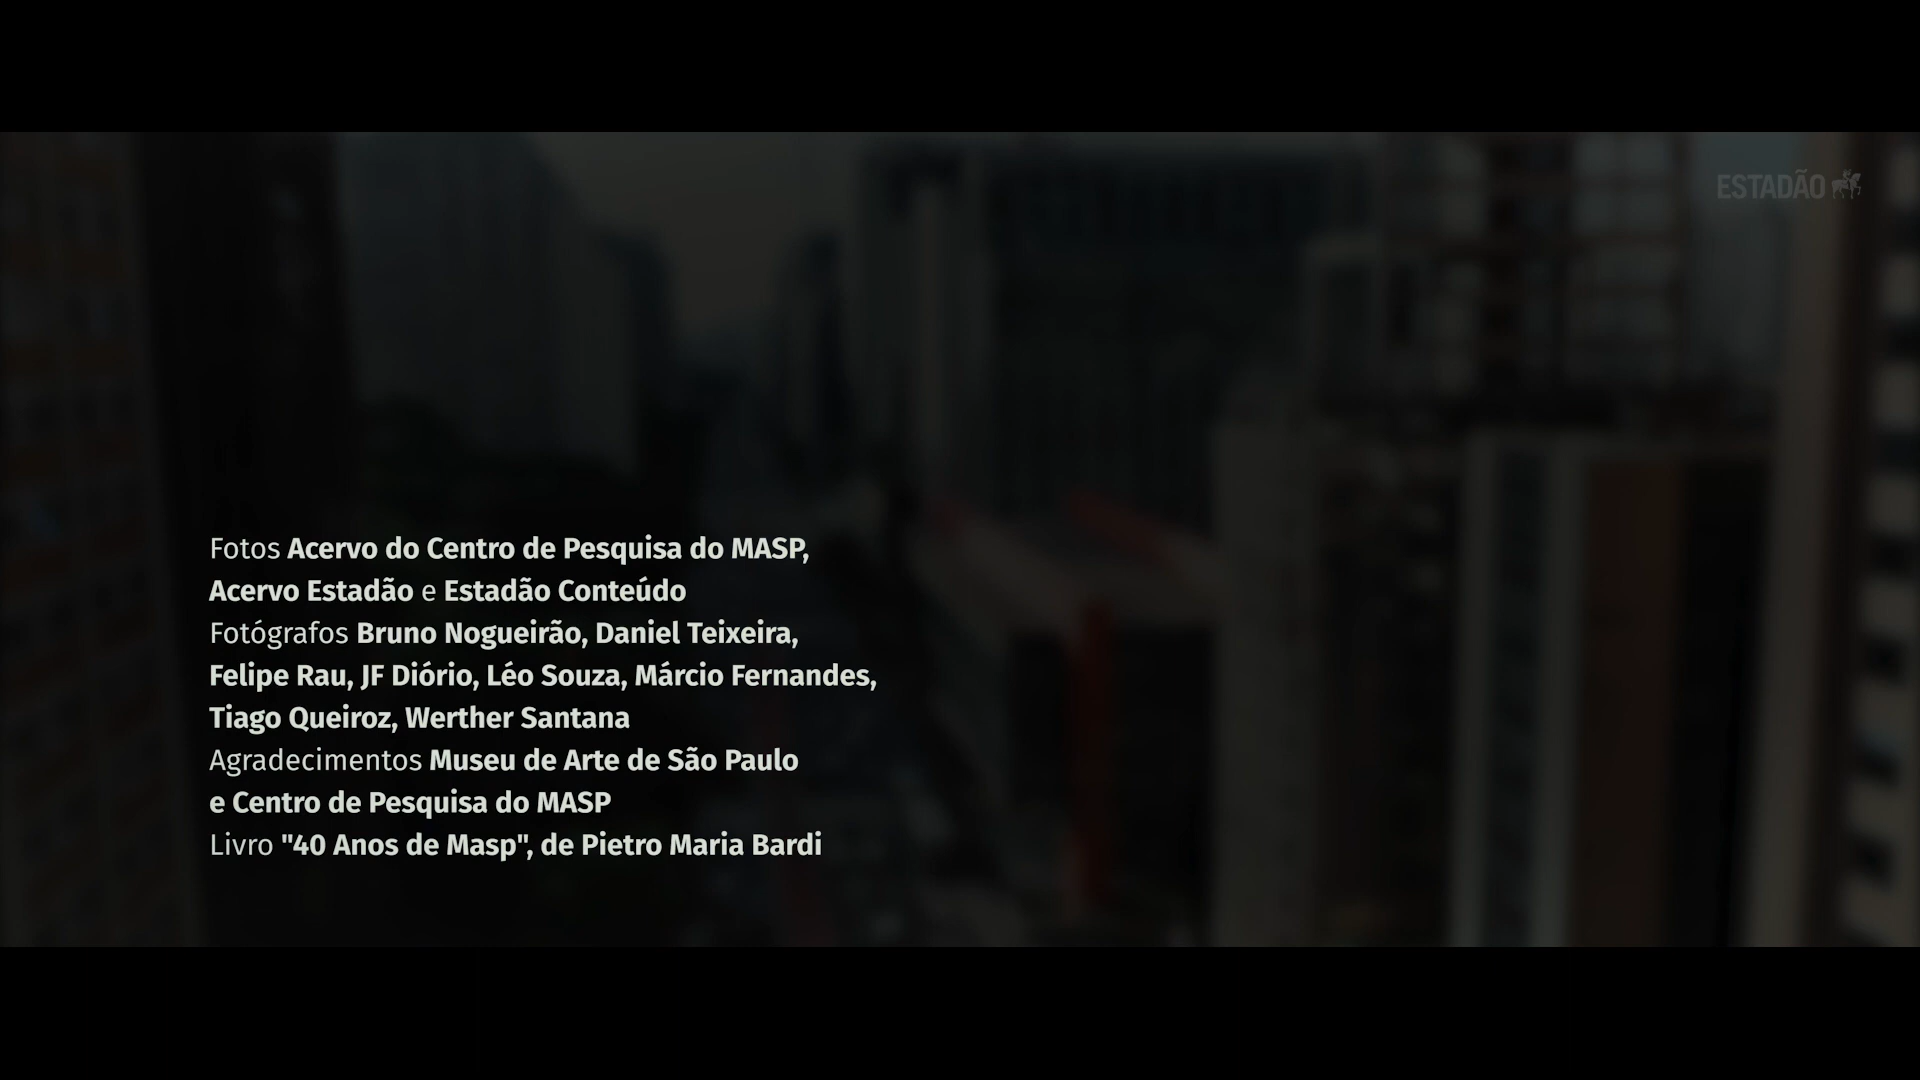 ESTADÃO
Fotos Acervo do Centro de Pesquisa do MASP,
Acervo Estadão e Estadão Conteúdo
Fotógrafos Bruno Nogueirão, Daniel Teixeira,
Felipe Rau, JF Diório, Léo Souza, Márcio Fernandes,
Tiago Queiroz, Werther Santana
Agradecimentos Museu de Arte de São Paulo
e Centro de Pesquisa do MASP
Livro "40 Anos de Masp", de Pietro Maria Bardi